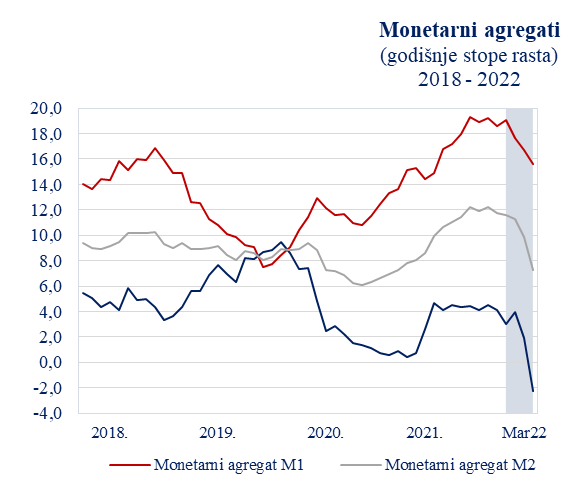 Monetarni agregati
(godišnje stope rasta)
2018 - 2022
20,0
18,0
16,0
14,0
12,0
10,0
8,0
6,0
4,0
2,0
0,0
-2,0
-4,0
2018. 2019. 2020. 2021. Mar22
Monetarni agregat M1 Monetarni agregat M2